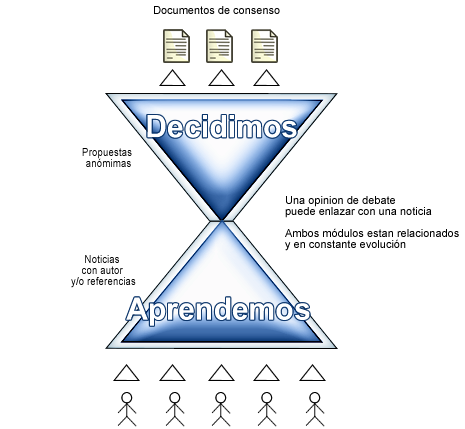 Documentos de consenso
Decidimos
Propuestas
anómimas
Una opinion de debate
puede enlazar con una noticia
Ambos módulos estan relacionados
y en constante evolución
Noticias
con autor
y/o referencias
Aprendemos